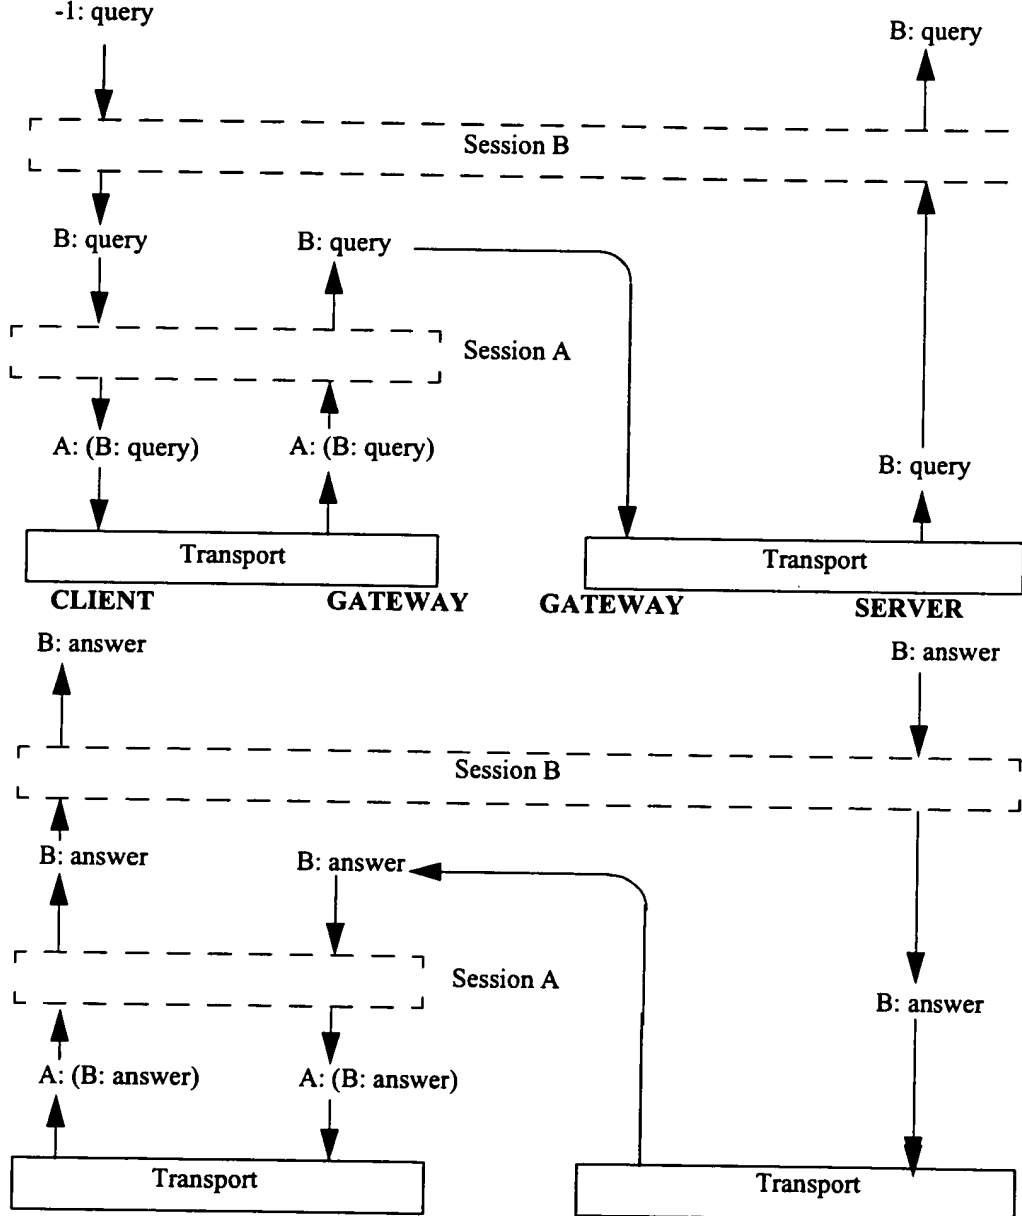 -1: query
B: query
Session B
B: query
B: query
Session A
A: (B: query)
A: (B: query)
B: query
Transport
Transport
CLIENT
GATEWAY
GATEWAY
SERVER
B: answer
B: answer
Session B
B: answer
B: answer
Session A
B: answer
A: (B: answer)
A: (B: answer)
Transport
Transport